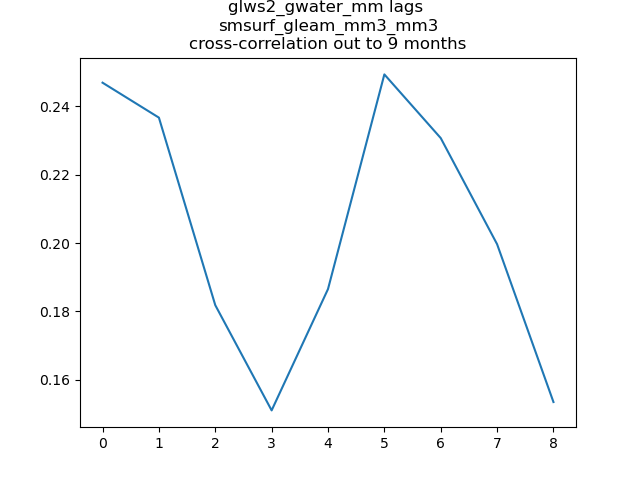 glws2_gwater_mm lags
smsurf_gleam_mm3_mm3
cross-correlation out to 9 months
0.24
0.22
0.20
0.18
0.16
0 1 2 3 4 5 6 7 8